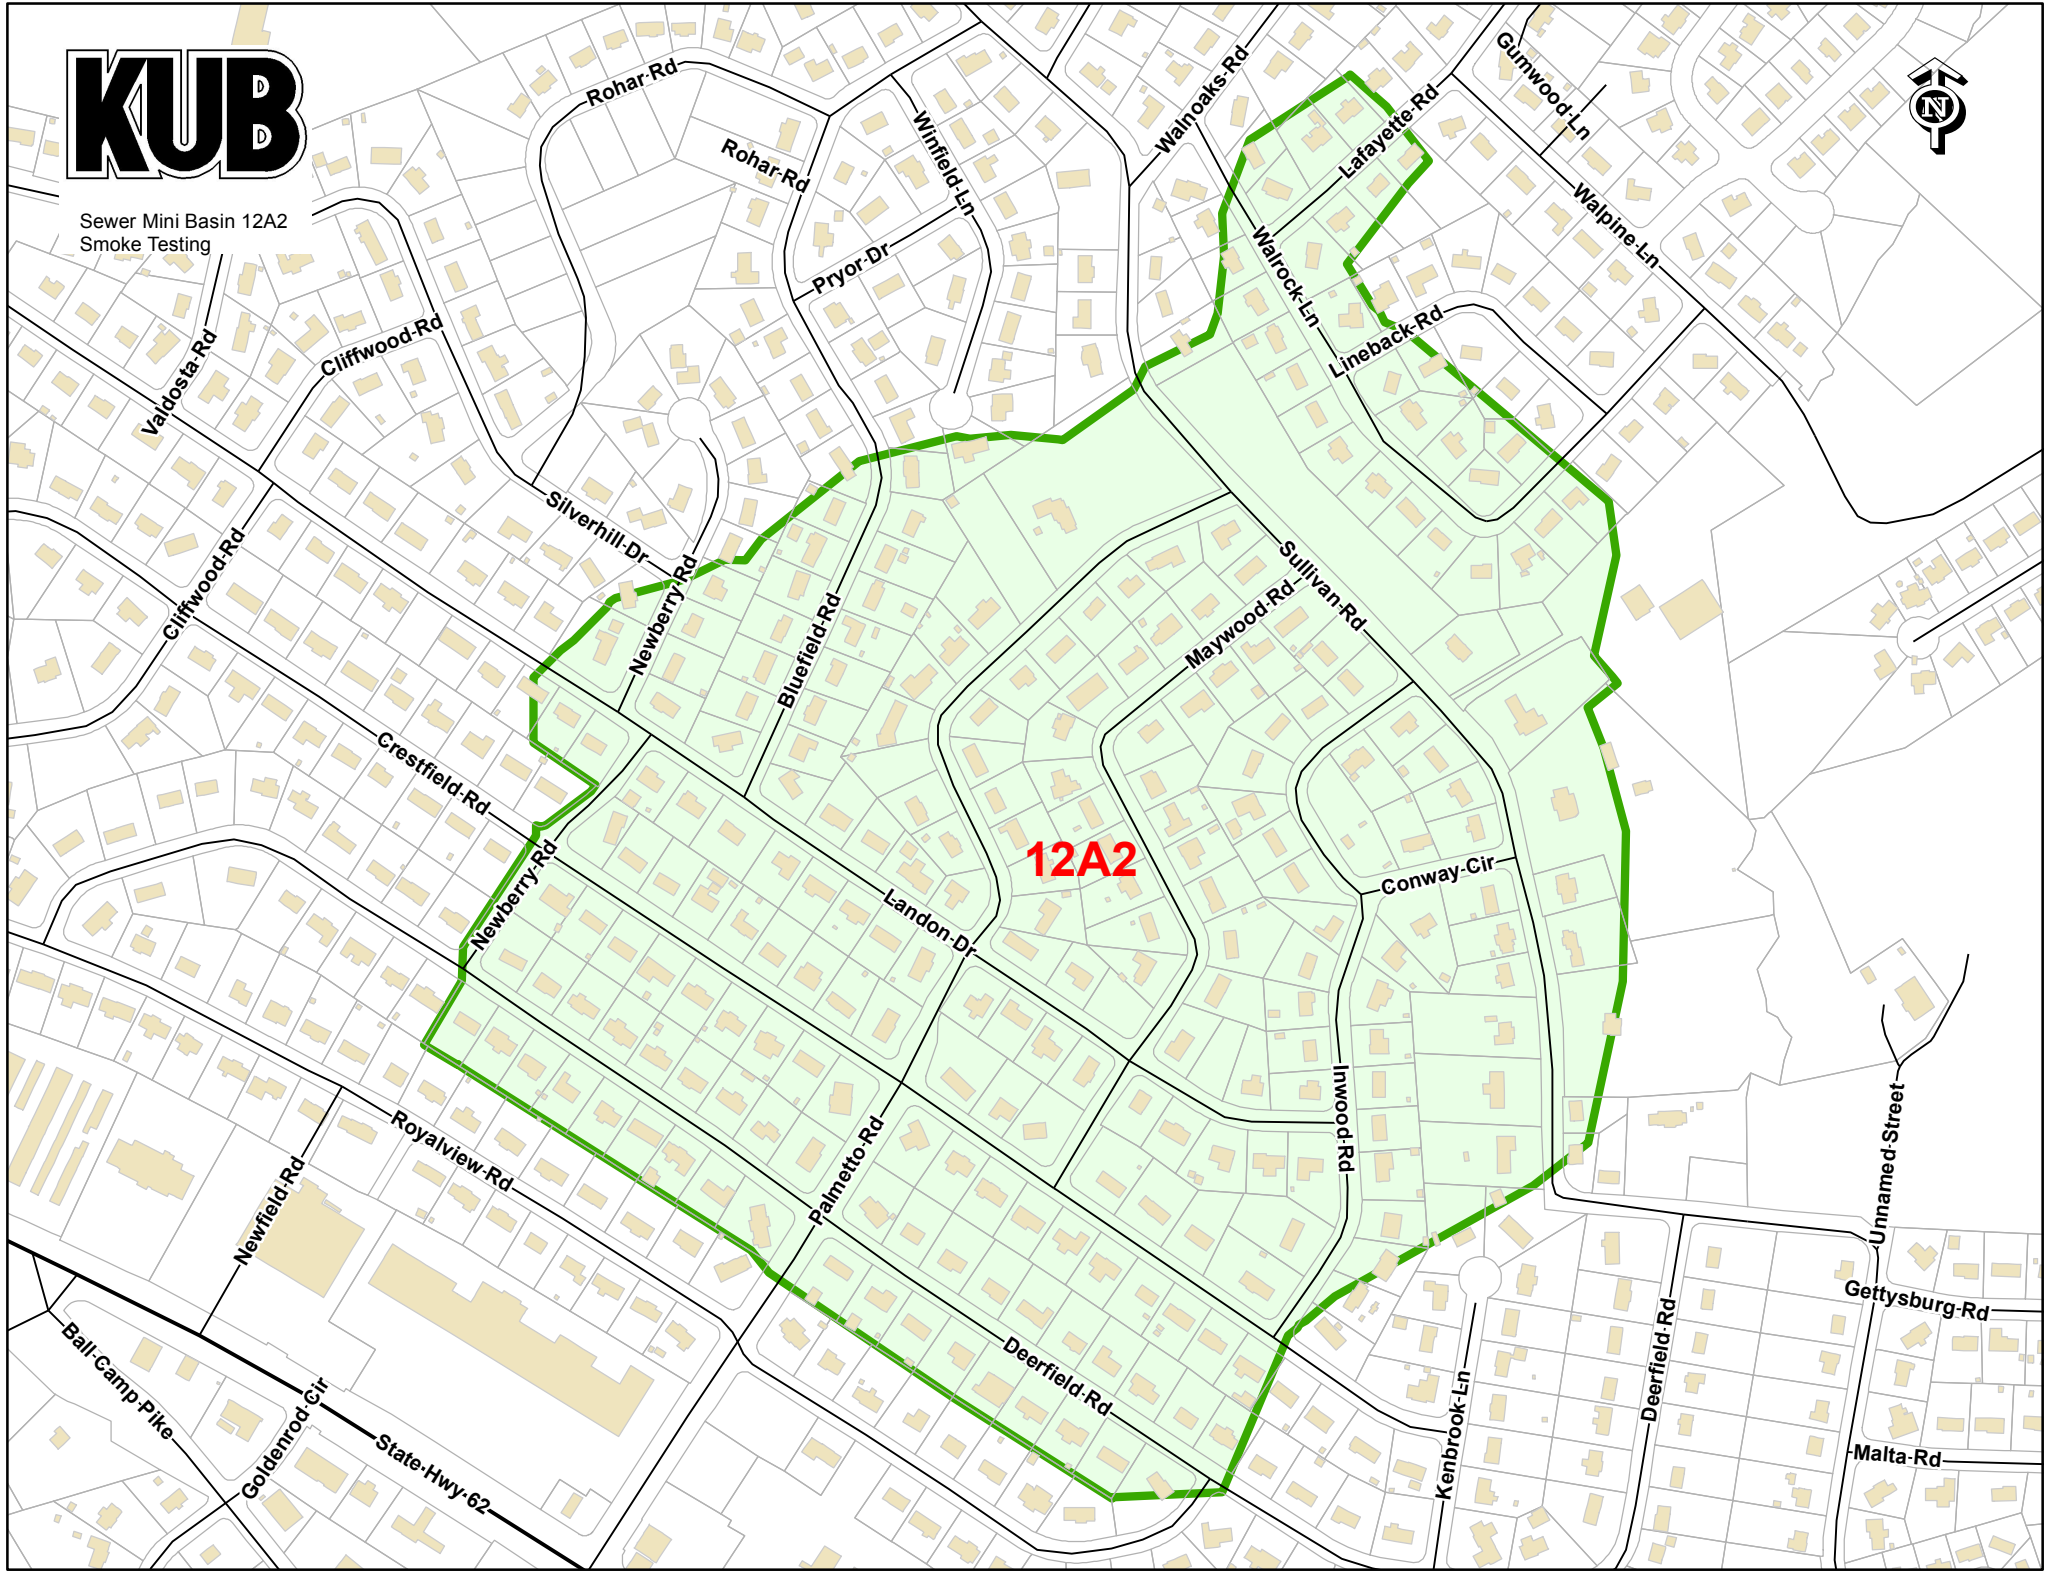 KUB
Sewer Mini Basin 12A2
Smoke Testing
N
Rohar Rd
Rohar Rd
Winfield Ln
Walnoaks Rd
Gumwood Ln
Lafayette Rd
Walpine Ln
Pryor Dr
Walrock Ln
Lineback Rd
Cliffwood Rd
Valdosta Rd
Silverhill Dr
Cliffwood Rd
Newberry Rd
Bluefield Rd
Sullivan Rd
Maywood Rd
Crestfield Rd
12A2
Conway Cir
Newberry Rd
Landon Dr
Inwood Rd
Royalview Rd
Palmetto Rd
Newfield Rd
Unnamed Street
Gettysburg Rd
Deerfield Rd
Deerfield Rd
Kenbrook Ln
Ball Camp Pike
Goldenrod Cir
State Hwy 62
Malta Rd